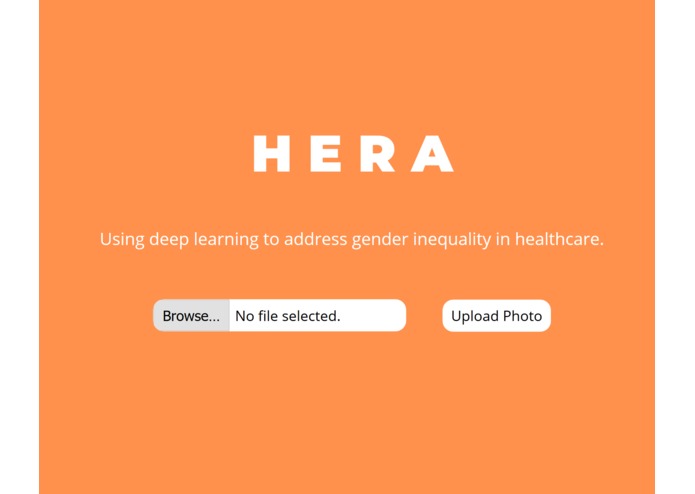 HERA
Using deep learning to address gender inequality in healthcare.
Browse... No file selected. Upload Photo